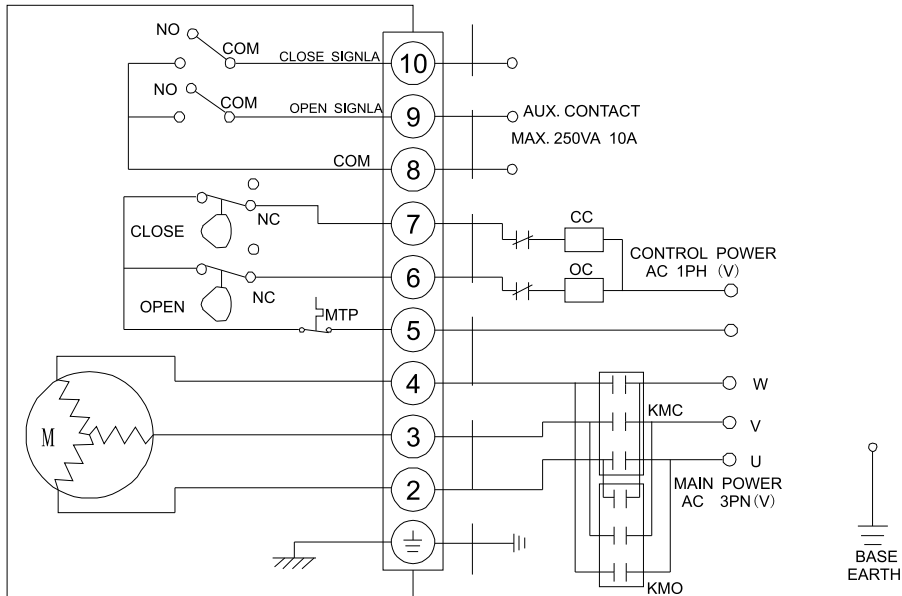 NO
COM
CLOSE SIGNLA
10
NO
COM
OPEN SIGNLA
9
AUX. CONTACT
MAX. 250VA 10A
COM
8
CLOSE
NC
7
CC
CONTROL POWER
AC 1PH (V)
OPEN
NC
6
OC
MTP
5
4
W
KMC
M
3
V
U
2
MAIN POWER
AC 3PN(V)
KMO
BASE
EARTH